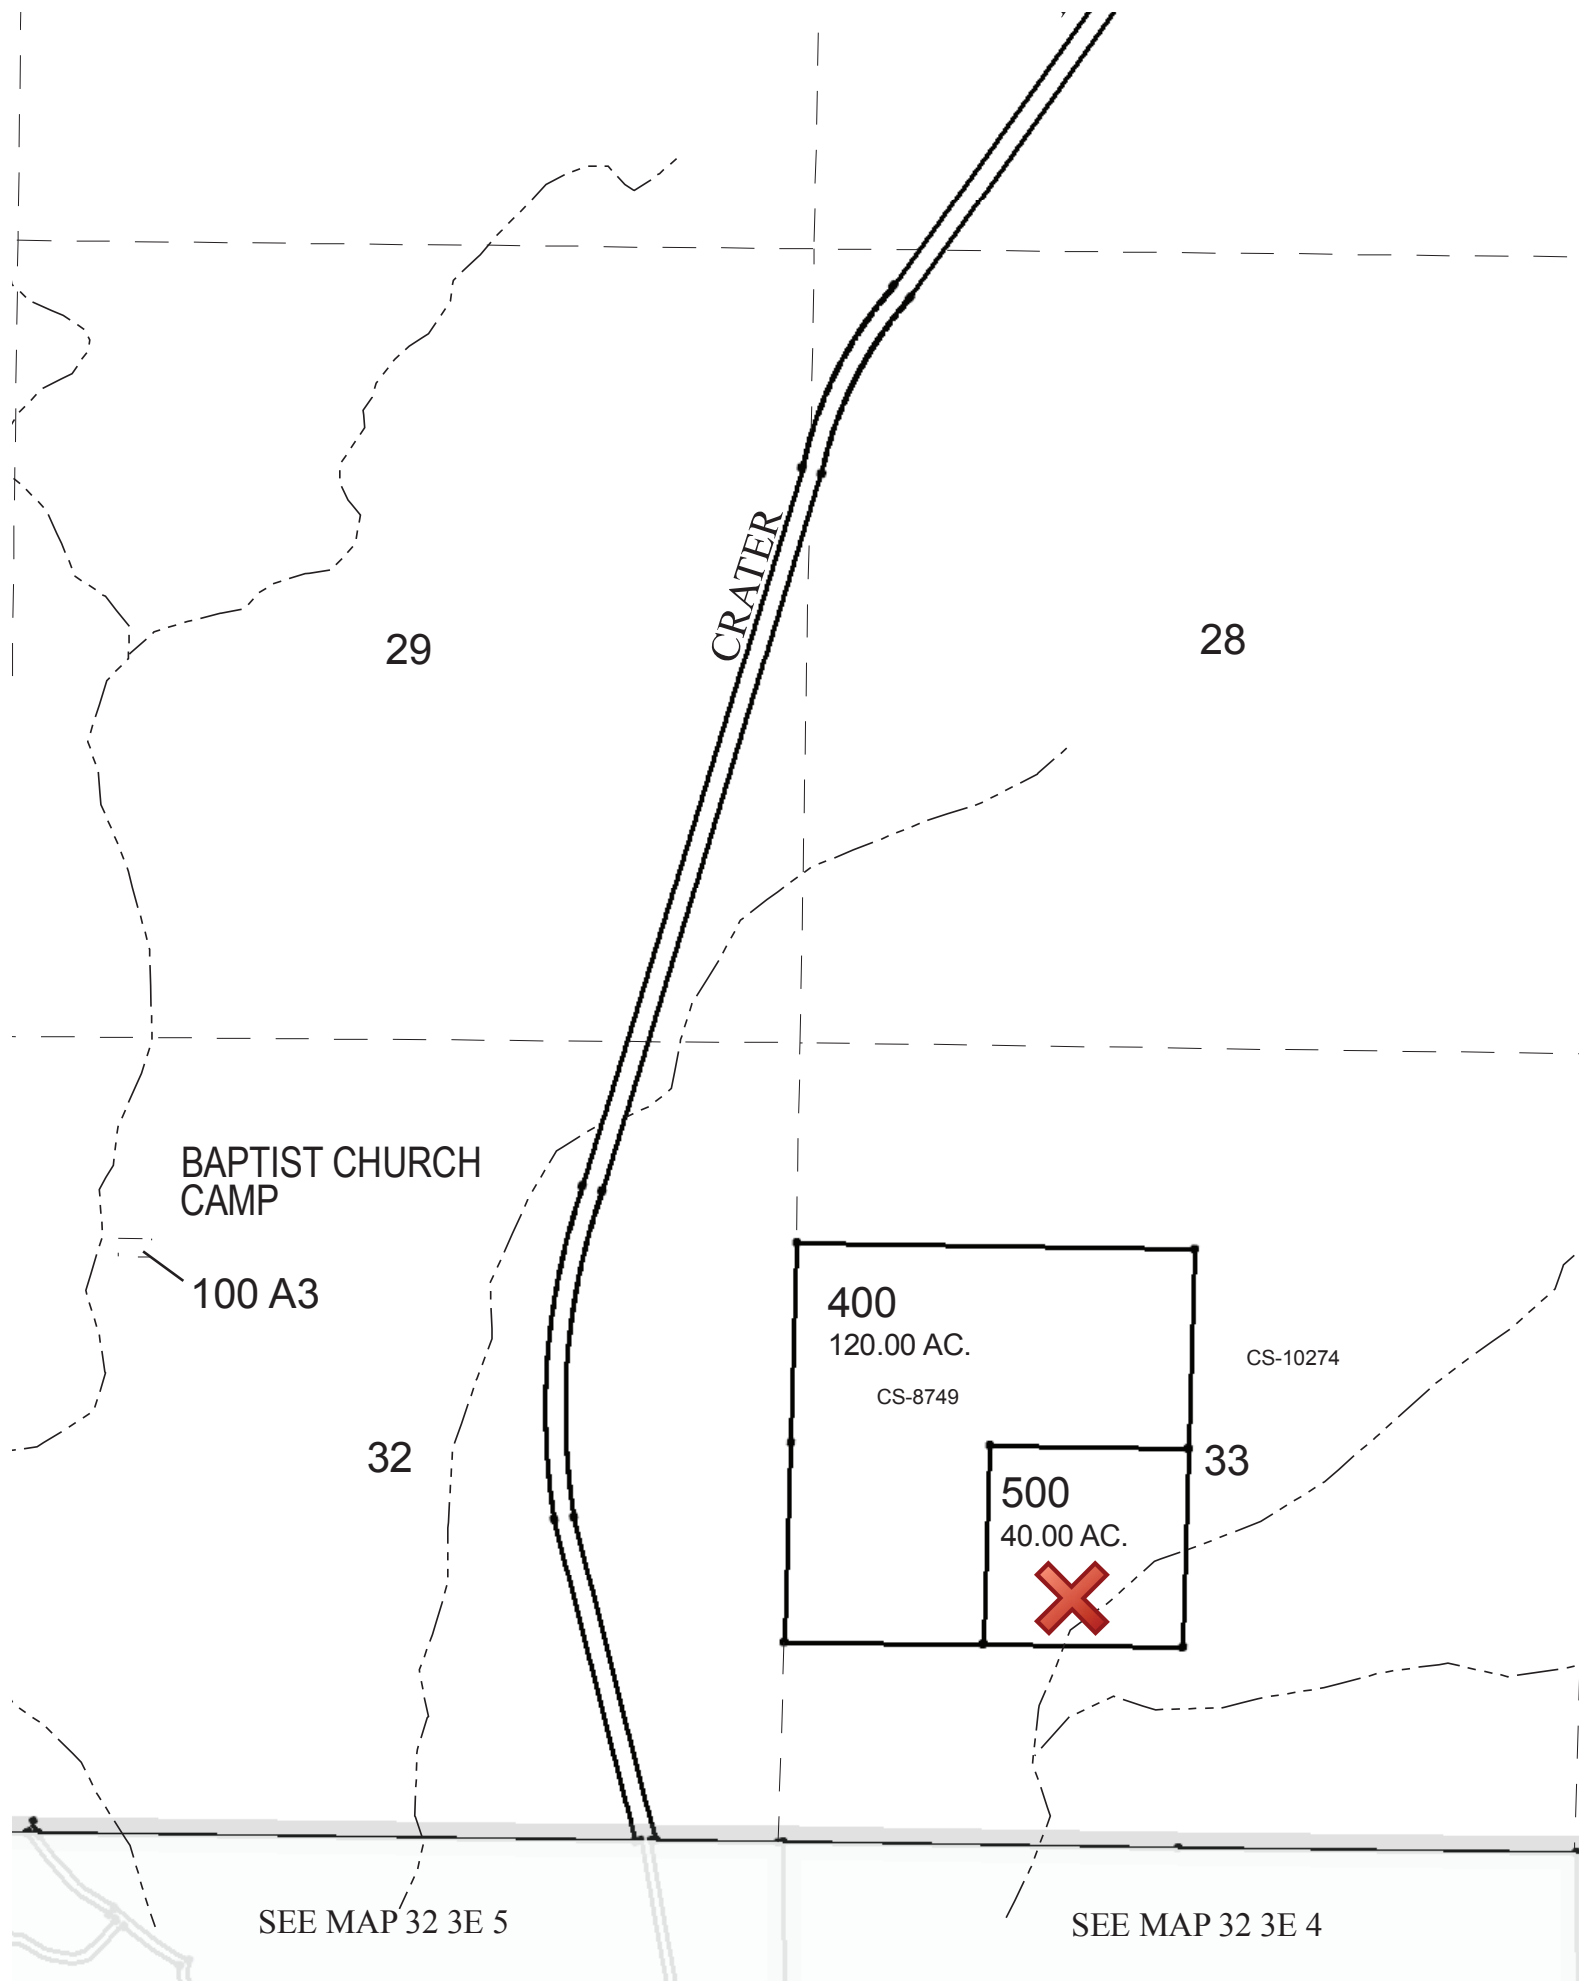 CRATER
29
28
BAPTIST CHURCH
CAMP
100 A3
400
120.00 AC.
CS-8749
CS-10274
32
33
500
40.00 AC.
SEE MAP 32 3E 5
SEE MAP 32 3E 4